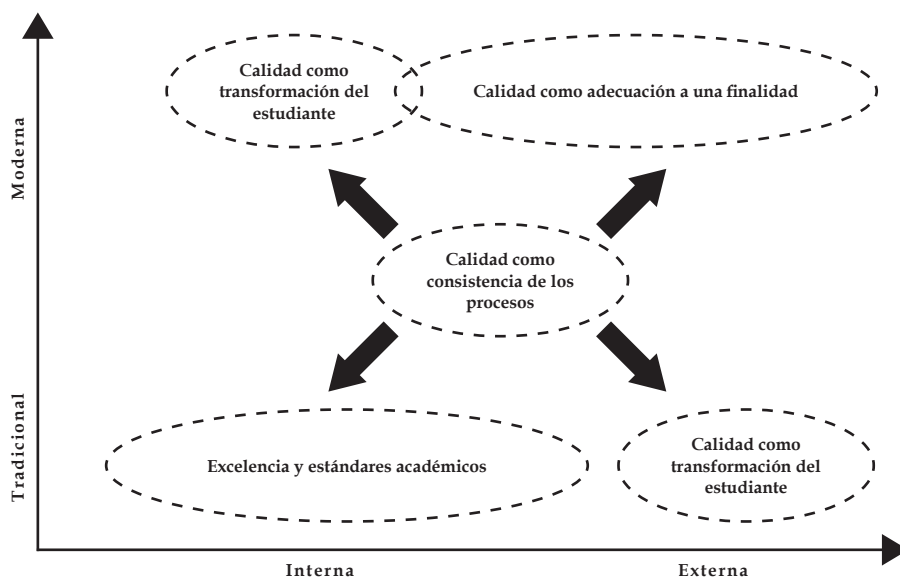 Moderna
Calidad como
transformación del
estudiante
Calidad como adecuación a una finalidad
Calidad como
consistencia de los
procesos
Tradicional
Excelencia y estándares académicos
Calidad como
transformación del
estudiante
Interna
Externa